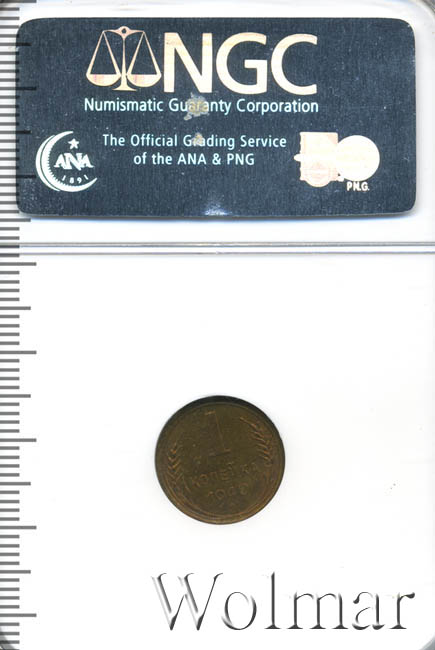 NGC
Numismatic Guaranty Corporation
The Official Grading Service
of the ANA & PNG
ANA
1891
P.N.G.
1
КОПЕЙКА
Wolmar